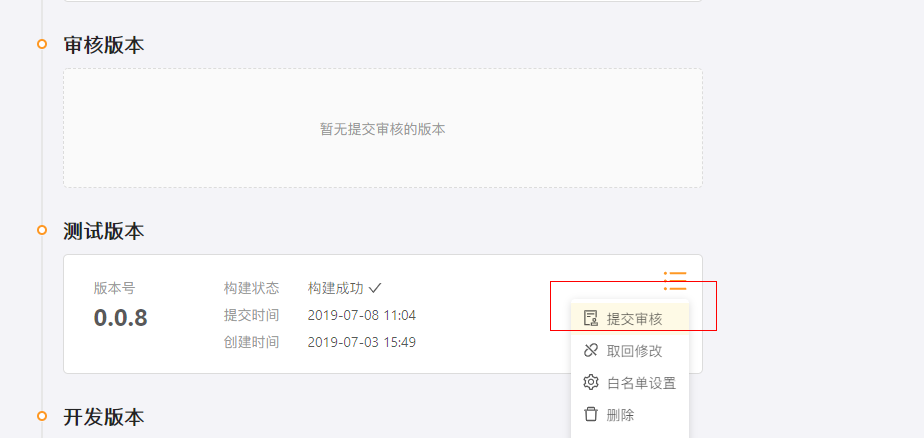 审核版本
暂无提交审核的版本
测试版本
版本号
0.0.8
构建状态 构建成功
提交时间 2019-07-08 11:04
创建时间 2019-07-03 15:49
提交审核
取回修改
白名单设置
删除
开发版本